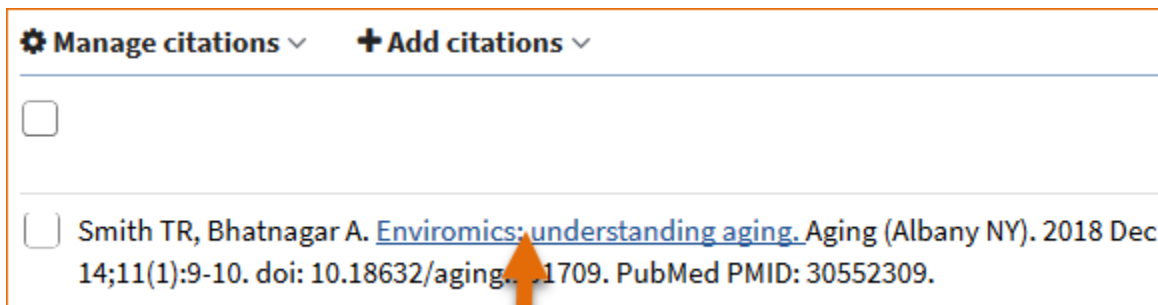 Manage citations
Add citations
Smith TR, Bhatnagar A. Enviromics: understanding aging. Aging (Albany NY). 2018 Dec
14;11(1):9-10. doi: 10.18632/aging. 1709. PubMed PMID: 30552309.